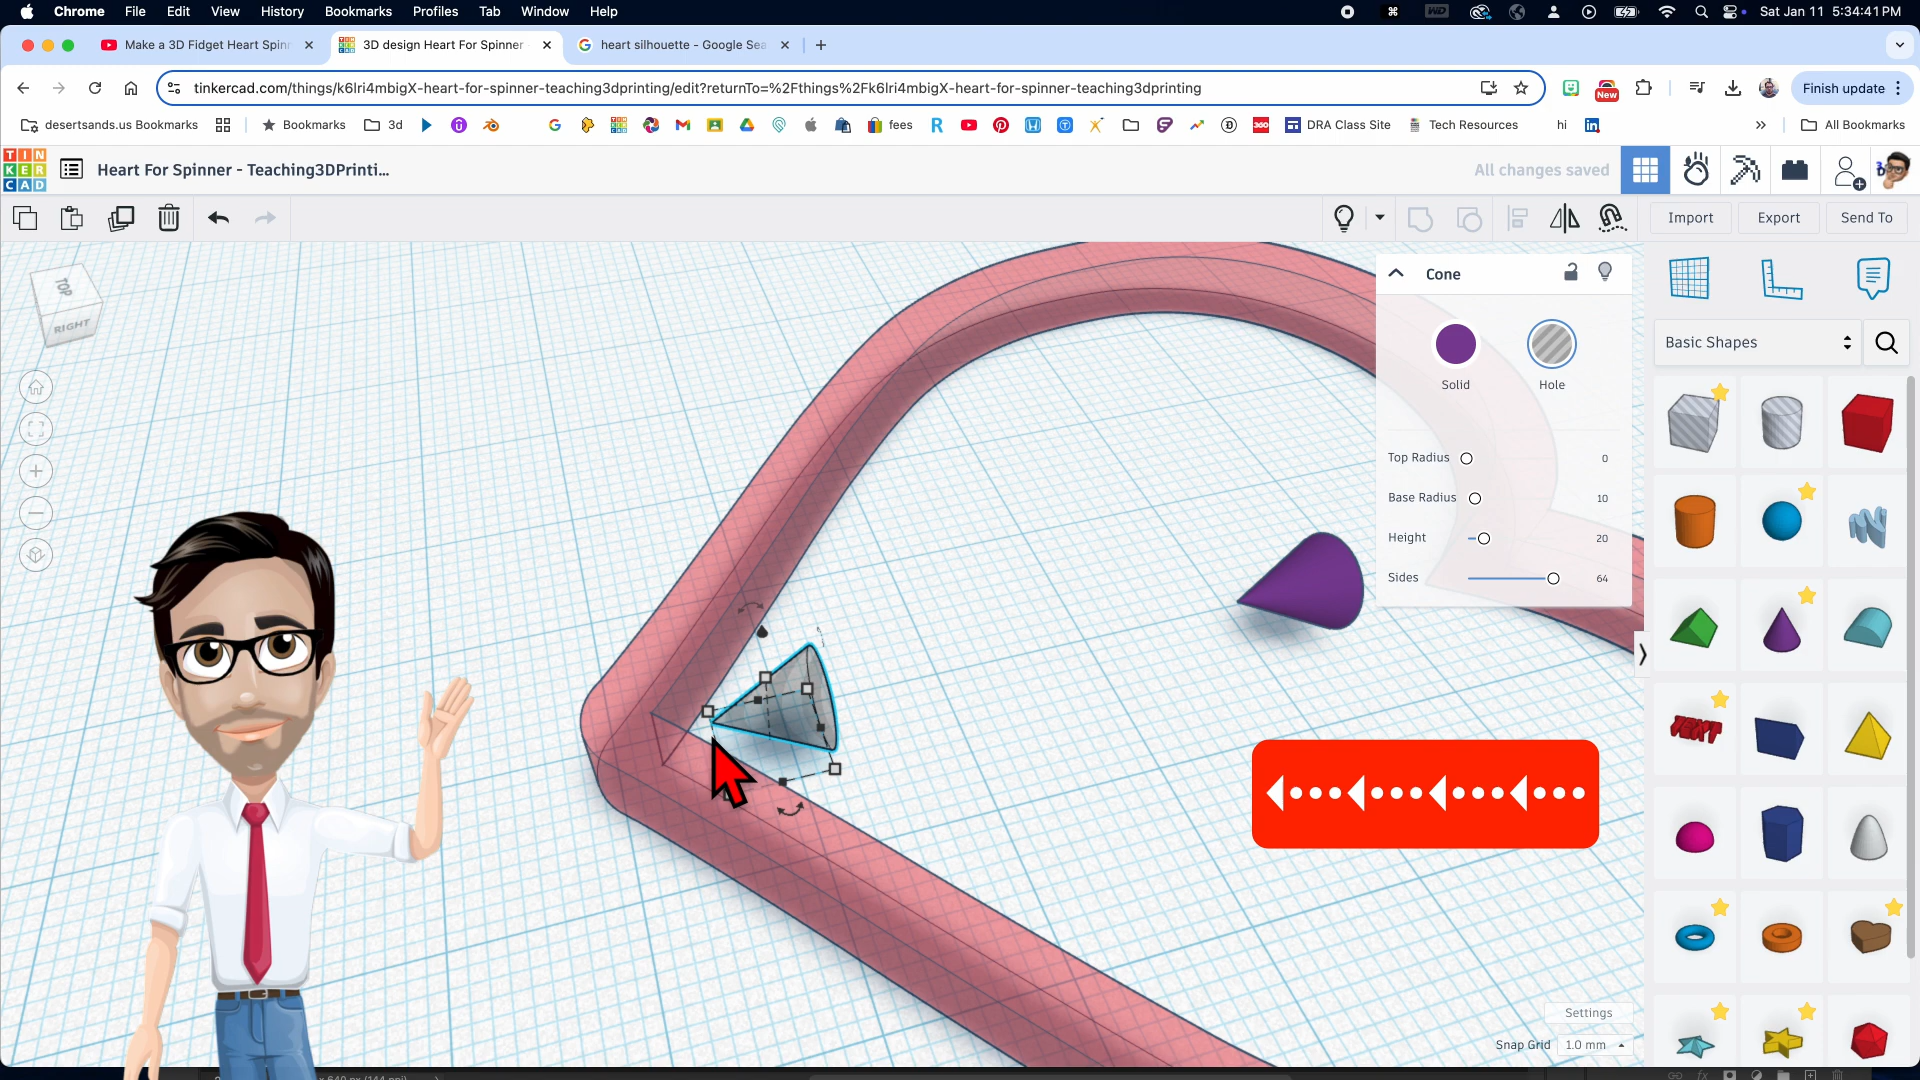 Chrome File Edit View History Bookmarks Profiles Tab Window Help Sat Jan 11 5:34:41 PM
Make a 3D Fidget Heart Spin 3D design Heart For Spinner heart silhouette - Google Sea
tinkercad.com/things/k6lri4mbigX-heart-for-spinner-teaching3dprinting/edit?returnTo=%2Fthings%2Fk6lri4mbigX-heart-for-spinner-teaching3dprinting New Finish update
desertsands.us Bookmarks Bookmarks 3d fees DRA Class Site Tech Resources hi All Bookmarks
TIN
KER
CAD
Heart For Spinner - Teaching3DPrinti... All changes saved
Import Export Send To
TOP
RIGHT
Cone
Solid Hole
Top Radius 0
Base Radius 10
Height 20
Sides 64
Basic Shapes
TEXT
Settings
Snap Grid 1.0 mm